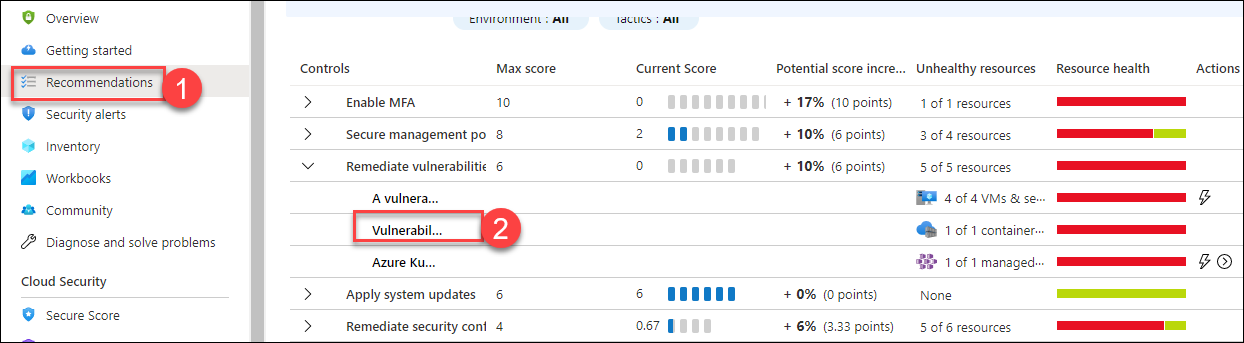 Environment : All Tactics : All
Overview
Getting started
Recommendations 1
Security alerts
Inventory
Workbooks
Community
Diagnose and solve problems
Cloud Security
Secure Score
Controls Max score Current Score Potential score incre... Unhealthy resources Resource health Actions
Enable MFA 10 0 + 17% (10 points) 1 of 1 resources
Secure management po 8 2 + 10% (6 points) 3 of 4 resources
Remediate vulnerabilities 6 0 + 10% (6 points) 5 of 5 resources
A vulnera... 4 of 4 VMs & se...
Vulnerabil... 2 1 of 1 container...
Azure Ku... 1 of 1 managed...
Apply system updates 6 6 + 0% (0 points) None
Remediate security conf 4 0.67 + 6% (3.33 points) 5 of 6 resources